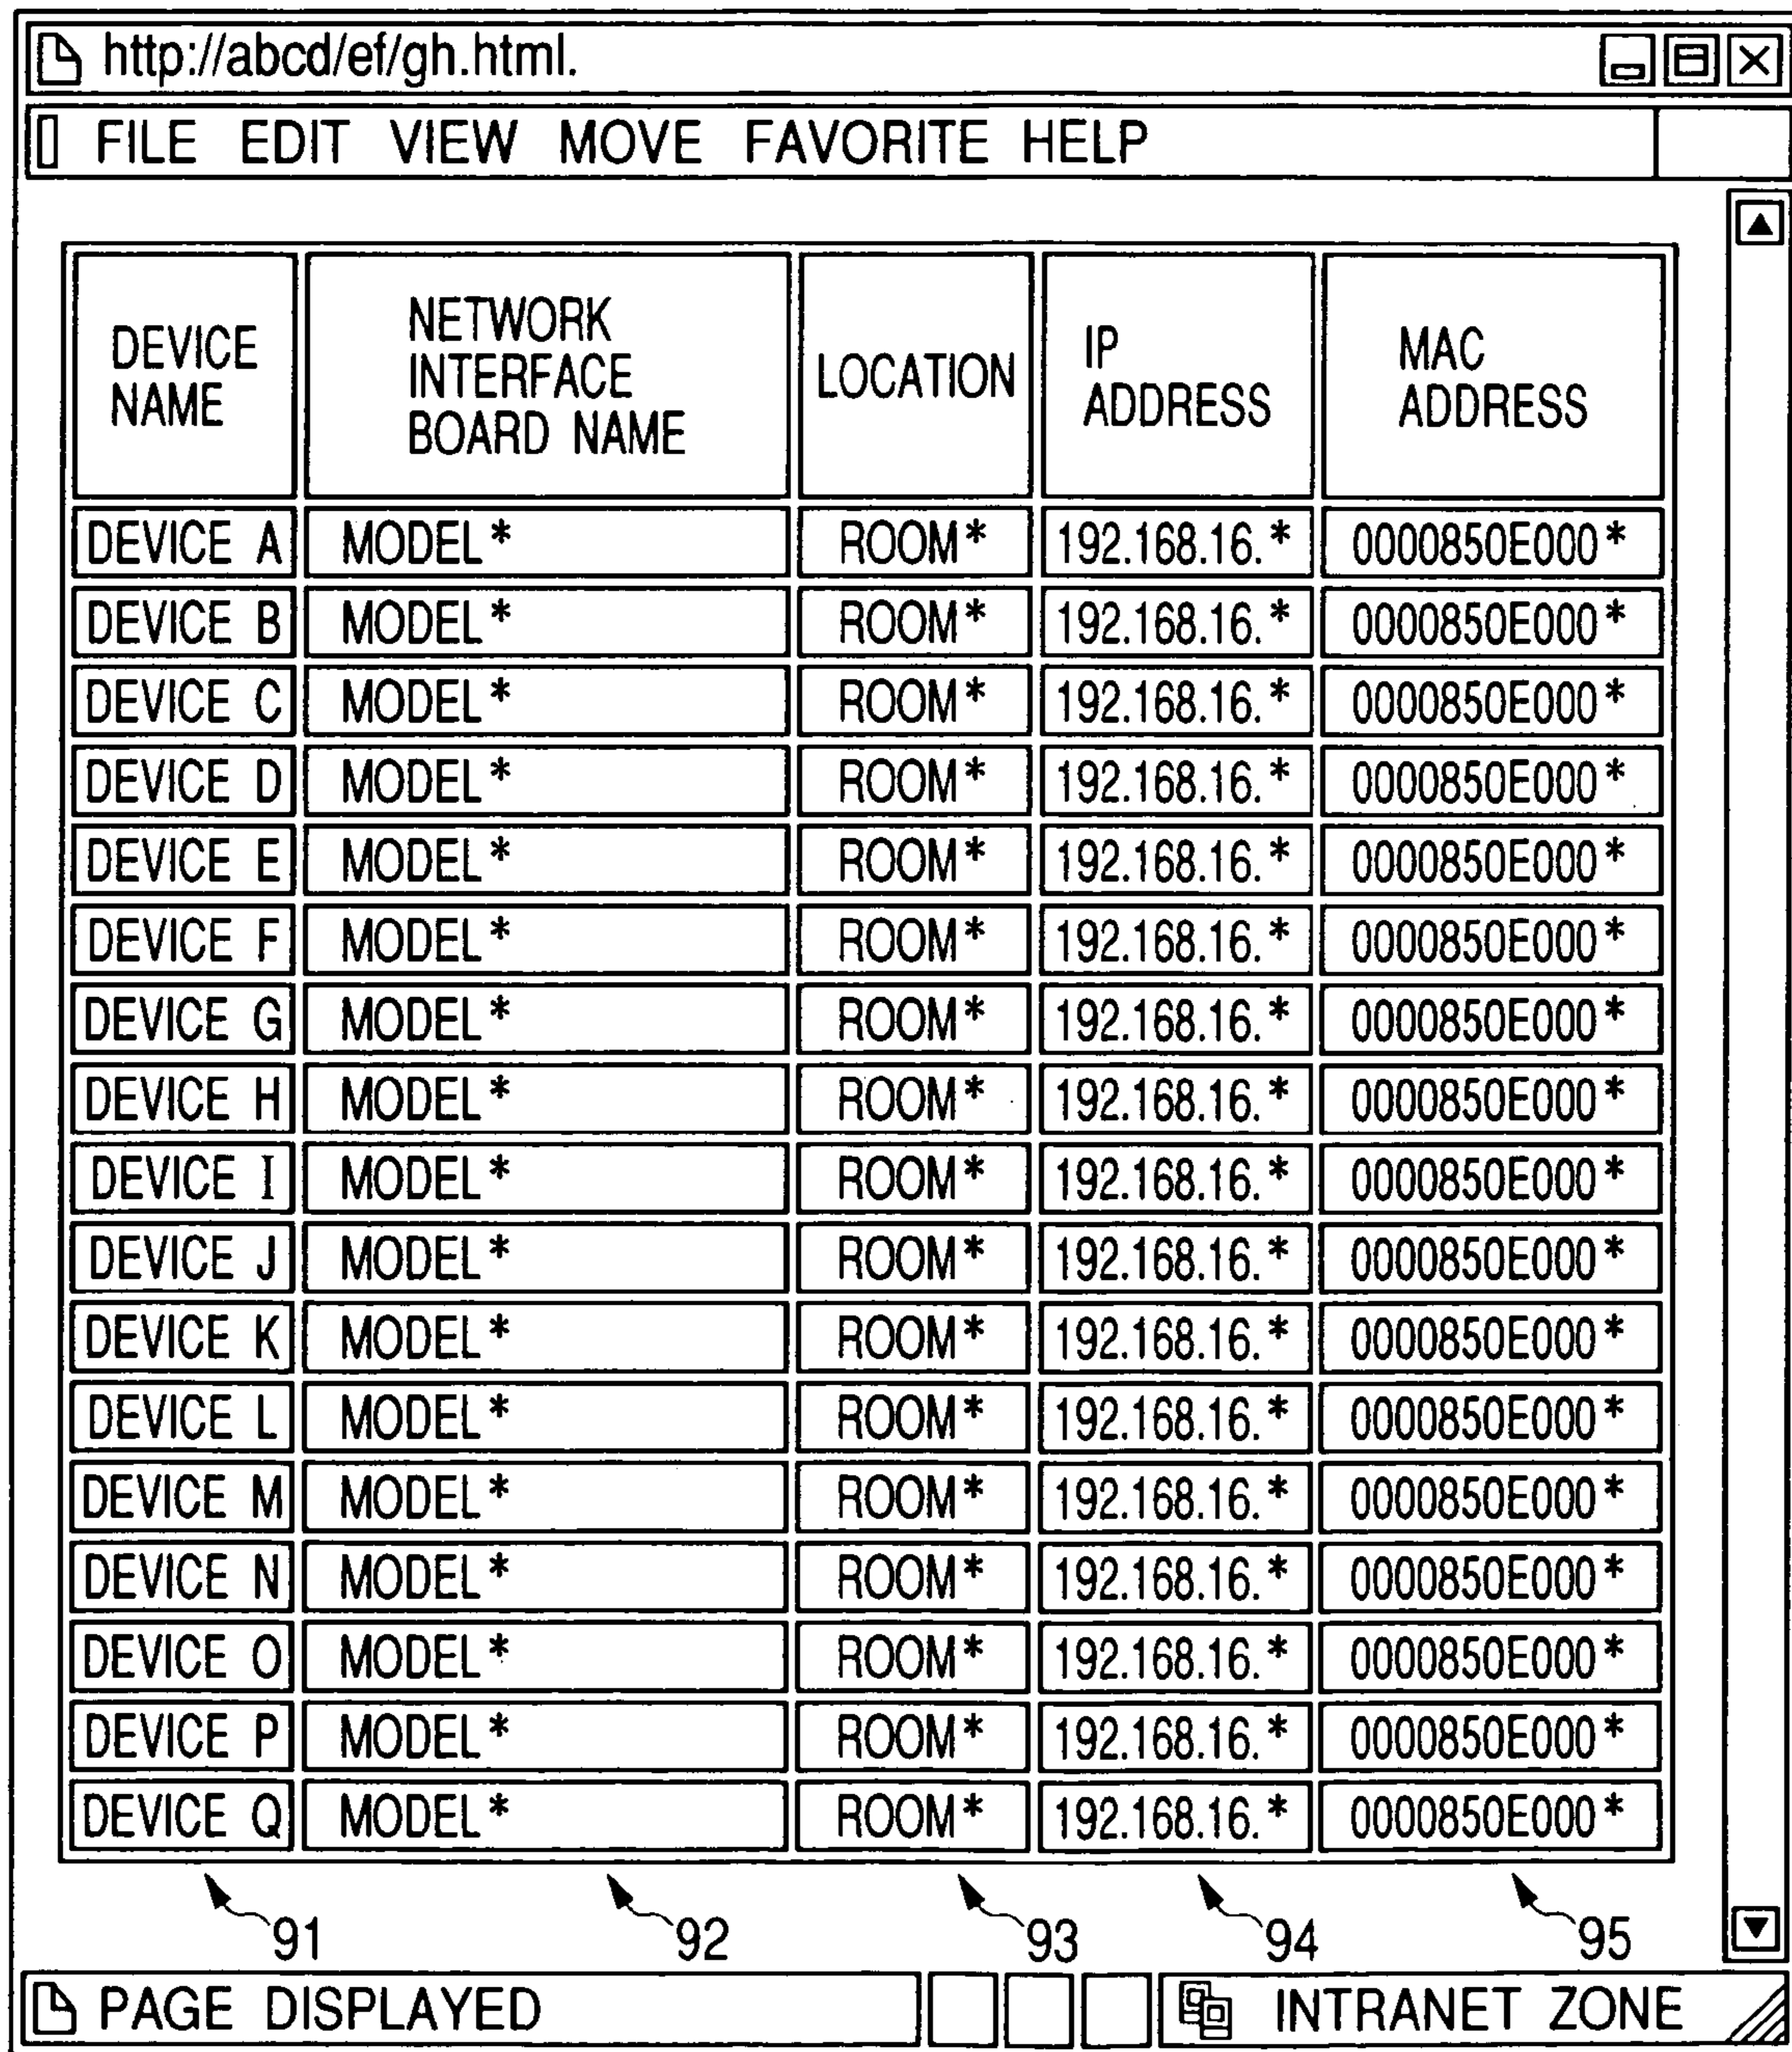 http://abcd/ef/gh.html.
FILE EDIT VIEW MOVE FAVORITE HELP
DEVICE NAME NETWORK INTERFACE BOARD NAME LOCATION IP ADDRESS MAC ADDRESS
DEVICE A MODEL* ROOM* 192.168.16.* 0000850E000*
DEVICE B MODEL* ROOM* 192.168.16.* 0000850E000*
DEVICE C MODEL* ROOM* 192.168.16.* 0000850E000*
DEVICE D MODEL* ROOM* 192.168.16.* 0000850E000*
DEVICE E MODEL* ROOM* 192.168.16.* 0000850E000*
DEVICE F MODEL* ROOM* 192.168.16.* 0000850E000*
DEVICE G MODEL* ROOM* 192.168.16.* 0000850E000*
DEVICE H MODEL* ROOM* 192.168.16.* 0000850E000*
DEVICE I MODEL* ROOM* 192.168.16.* 0000850E000*
DEVICE J MODEL* ROOM* 192.168.16.* 0000850E000*
DEVICE K MODEL* ROOM* 192.168.16.* 0000850E000*
DEVICE L MODEL* ROOM* 192.168.16.* 0000850E000*
DEVICE M MODEL* ROOM* 192.168.16.* 0000850E000*
DEVICE N MODEL* ROOM* 192.168.16.* 0000850E000*
DEVICE O MODEL* ROOM* 192.168.16.* 0000850E000*
DEVICE P MODEL* ROOM* 192.168.16.* 0000850E000*
DEVICE Q MODEL* ROOM* 192.168.16.* 0000850E000*
91 92 93 94 95
PAGE DISPLAYED INTRANET ZONE